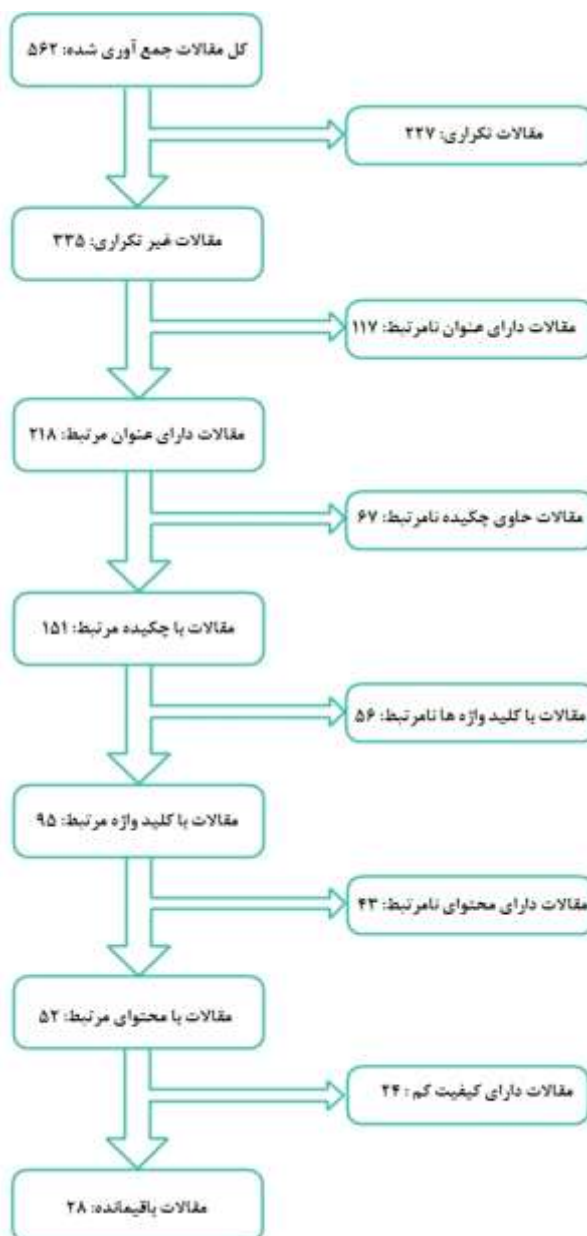 کل مقالات جمع آوری شده: ۵۶۲
مقالات تکراری: ۲۲۷
مقالات غیر تکراری: ۳۳۵
مقالات دارای عنوان نامرتبط: ۱۱۷
مقالات دارای عنوان مرتبط: ۲۱۸
مقالات حاوی چکیده نامرتبط: ۶۷
مقالات با چکیده مرتبط: ۱۵۱
مقالات با کلید واژه ها نامرتبط: ۵۶
مقالات با کلید واژه مرتبط: ۹۵
مقالات دارای محتوای نامرتبط: ۴۳
مقالات با محتوای مرتبط: ۵۲
مقالات دارای کیفیت کم : ۲۴
مقالات باقیمانده: ۲۸